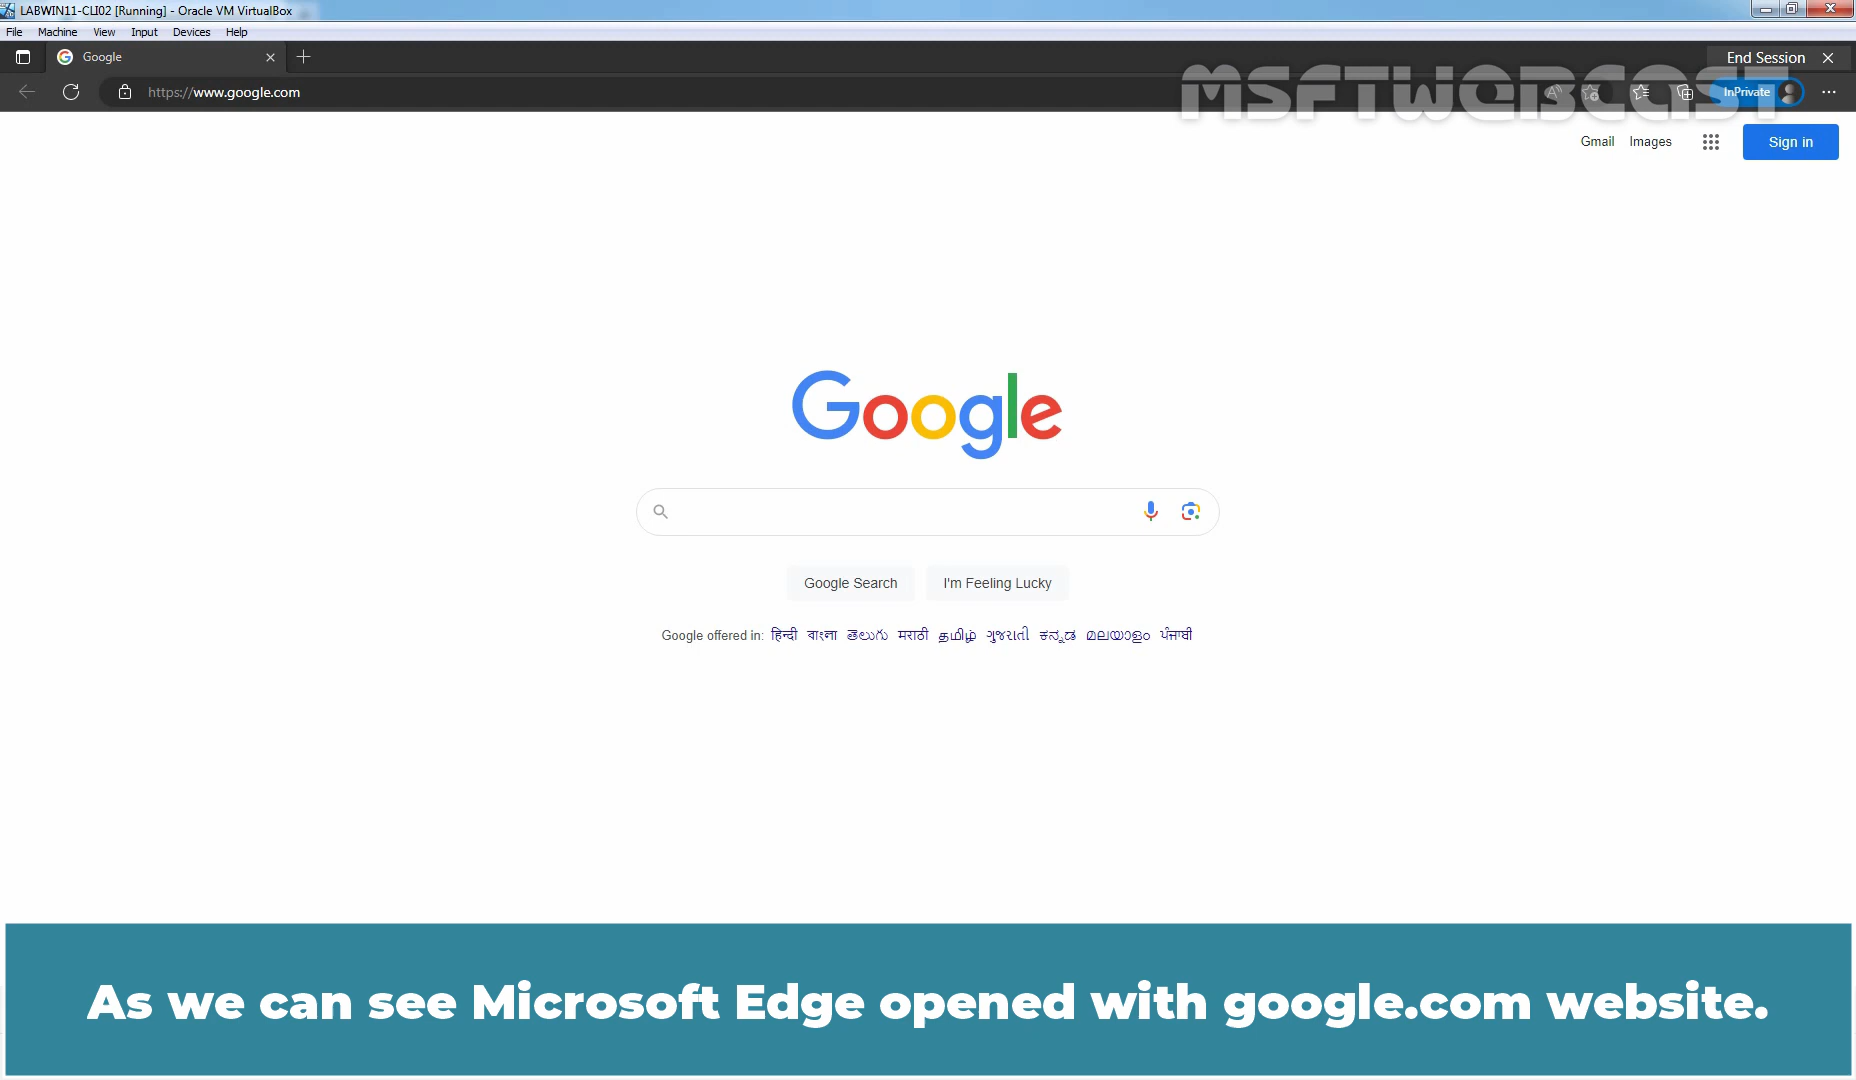 LABWIN11-CLI02 [Running] - Oracle VM VirtualBox
File Machine View Input Devices Help
Google
End Session
https://www.google.com
InPrivate
MSFTWEBCAST
Gmail Images Sign in
Google
Google Search I'm Feeling Lucky
Google offered in: हिन्दी বাংলা తెలుగు मराठी தமிழ் ગુજરાતી ಕನ್ನಡ മലയാളം ਪੰਜਾਬੀ
As we can see Microsoft Edge opened with google.com website.